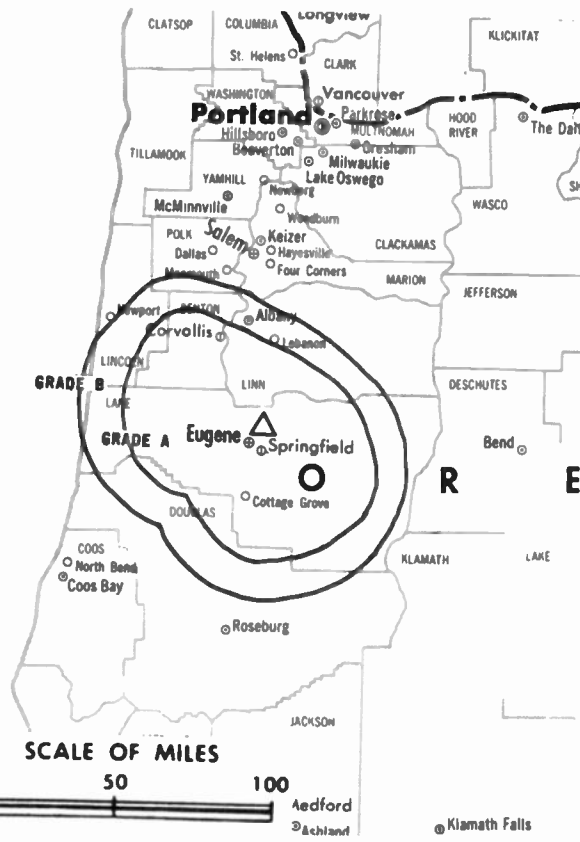 Longview
CLATSOP
COLUMBIA
KLICKITAT
St. Helens
CLARK
WASHINGTON
Vancouver
Portland
Parkrose
Hillsboro
MULTNOMAH
HOOD
RIVER
The Dal
Beaverton
Gresham
TILLAMOOK
Milwaukie
Lake Oswego
YAMHILL
Newberg
McMinnville
Woodburn
WASCO
POLK
Salem
Keizer
Dallas
Hayesville
CLACKAMAS
Monmouth
Four Corners
MARION
JEFFERSON
Newport
BENTON
Albany
Corvallis
Lebanon
LINCOLN
GRADE B
LINN
DESCHUTES
LANE
GRADE A
Eugene
Springfield
Bend
O R E
Cottage Grove
DOUGLAS
COOS
North Bend
Coos Bay
KLAMATH
LAKE
Roseburg
JACKSON
SCALE OF MILES
50 100
Medford
Ashland
Klamath Falls